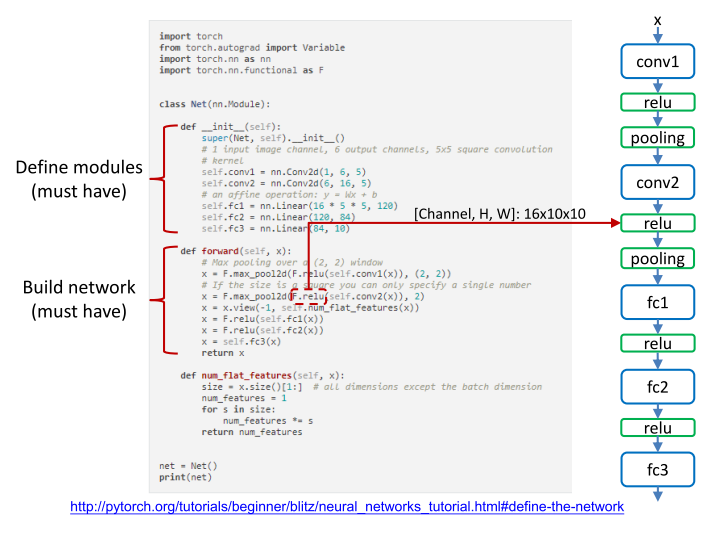 import torch
from torch.autograd import Variable
import torch.nn as nn
import torch.nn.functional as F
class Net(nn.Module):
def __init__(self):
super(Net, self).__init__()
# 1 input image channel, 6 output channels, 5x5 square convolution
# kernel
self.conv1 = nn.Conv2d(1, 6, 5)
self.conv2 = nn.Conv2d(6, 16, 5)
# an affine operation: y = Wx + b
self.fc1 = nn.Linear(16 * 5 * 5, 120)
self.fc2 = nn.Linear(120, 84)
self.fc3 = nn.Linear(84, 10)
def forward(self, x):
# Max pooling over a (2, 2) window
x = F.max_pool2d(F.relu(self.conv1(x)), (2, 2))
# If the size is a square you can only specify a single number
x = F.max_pool2d(F.relu(self.conv2(x)), 2)
x = x.view(-1, self.num_flat_features(x))
x = F.relu(self.fc1(x))
x = F.relu(self.fc2(x))
x = self.fc3(x)
return x
def num_flat_features(self, x):
size = x.size()[1:]  # all dimensions except the batch dimension
num_features = 1
for s in size:
num_features *= s
return num_features
net = Net()
print(net)
Define modules
(must have)
Build network
(must have)
[Channel, H, W]: 16x10x10
x
conv1
relu
pooling
conv2
relu
pooling
fc1
relu
fc2
relu
fc3
http://pytorch.org/tutorials/beginner/blitz/neural_networks_tutorial.html#define-the-network